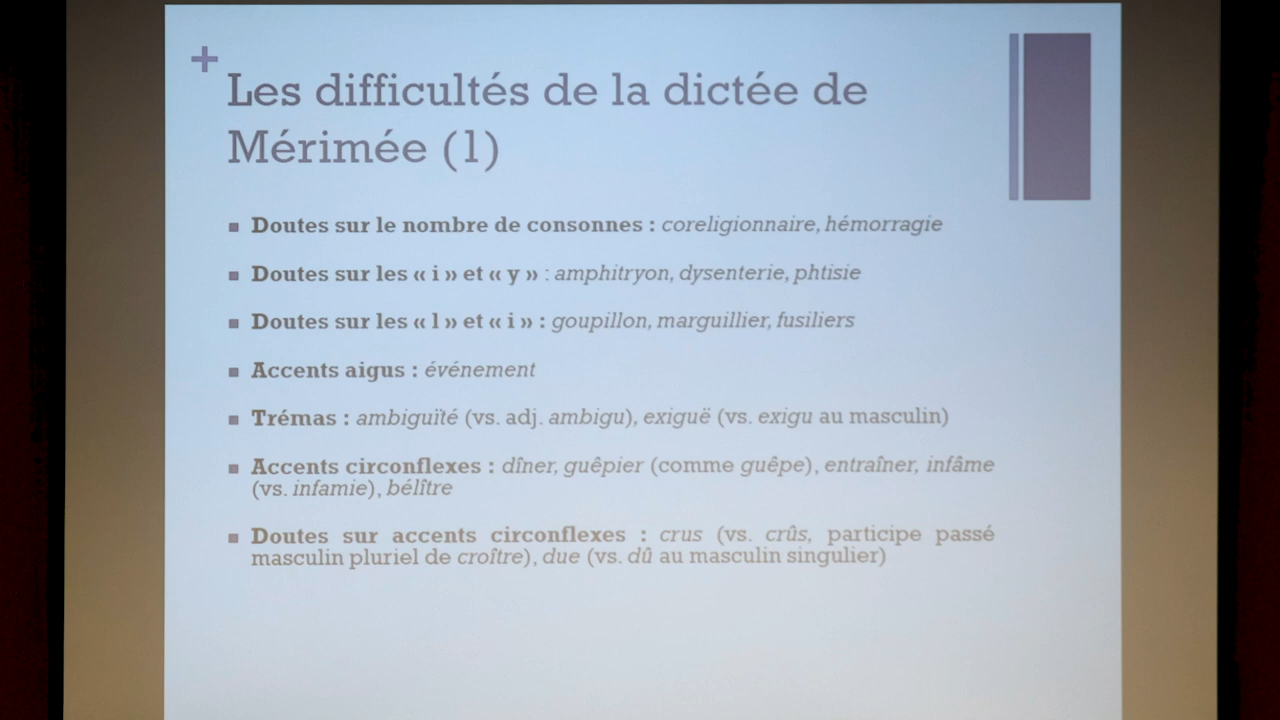 Les difficultés de la dictée de
Mérimée (1)
Doutes sur le nombre de consonnes : coreligionnaire, hémorragie
Doutes sur les « i » et « y » : amphitryon, dysenterie, phtisie
Doutes sur les « l » et « i » : goupillon, marguillier, fusiliers
Accents aigus : événement
Trémas : ambiguïté (vs. adj. ambigu), exiguë (vs. exigu au masculin)
Accents circonflexes : dîner, guêpier (comme guêpe), entraîner, infâme
(vs. infamie), bélître
Doutes sur accents circonflexes : crus (vs. crûs, participe passé
masculin pluriel de croître), due (vs. dû au masculin singulier)